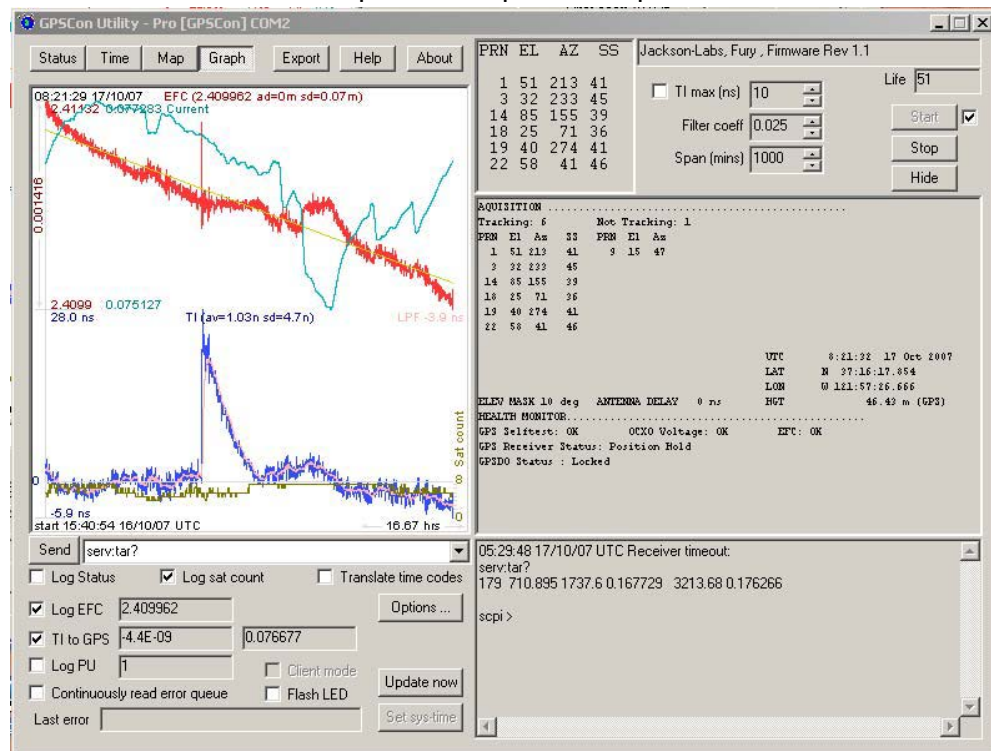 GPSCon Utility - Pro [GPSCon] COM2
Status Time Map Graph Export Help About
08:21:29 17/10/07 EFC (2.409962 ad=0m sd=0.07m)
2.41132 0.077283 Current
0.001416
2.4099 0.075127
28.0 ns TI (av=1.03n sd=4.7n) LPF -3.9 ns
0
-5.9 ns
8 Sat count
0
start 15:40:54 16/10/07 UTC 16.67 hrs
PRN EL AZ SS
1 51 213 41
3 32 233 45
14 85 155 39
18 25 71 36
19 40 274 41
22 58 41 46
Jackson-Labs, Fury , Firmware Rev 1.1
TI max (ns) 10
Filter coeff 0.025
Span (mins) 1000
Life 51
Start
Stop
Hide
AQUISITION ................................................
Tracking: 6 Not Tracking: 1
PRN El Az SS PRN El Az
1 51 213 41 9 15 47
3 32 233 45
14 85 155 39
18 25 71 36
19 40 274 41
22 58 41 46
UTC 8:21:32 17 Oct 2007
LAT N 37:16:17.854
LON W 121:57:26.666
ELEV MASK 10 deg ANTENNA DELAY 0 ns HGT 46.43 m (GPS)
HEALTH MONITOR................................................
GPS Selftest: OK OCXO Voltage: OK EFC: OK
GPS Receiver Status: Position Hold
GPSDO Status : Locked
Send serv:tar?
Log Status Log sat count Translate time codes
Log EFC 2.409962 Options ...
TI to GPS -4.4E-09 0.076677
Log PU 1 Client mode
Continuously read error queue Flash LED Update now
Last error Set sys-time
05:29:48 17/10/07 UTC Receiver timeout:
serv:tar?
179 710.895 1737.6 0.167729 3213.68 0.176266
scpi >